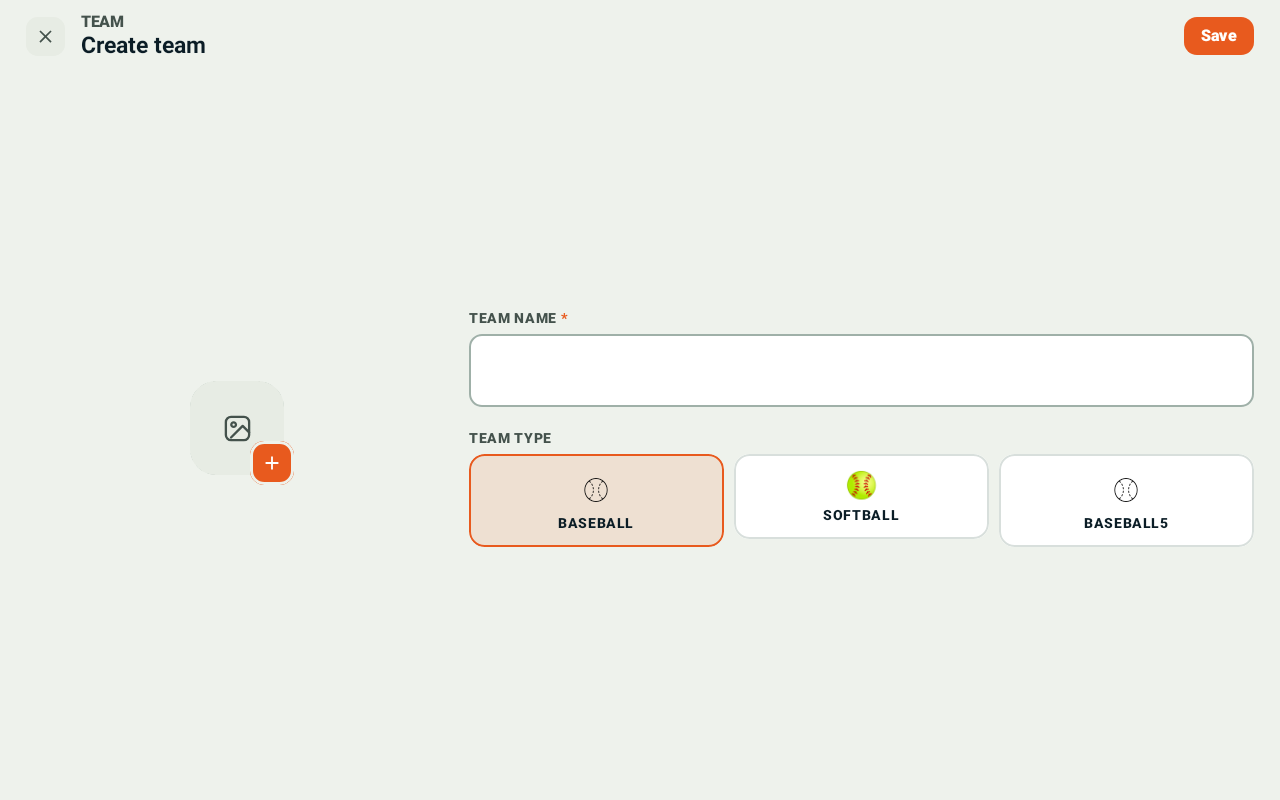 TEAM
Create team
Save
TEAM NAME *
TEAM TYPE
BASEBALL
SOFTBALL
BASEBALL5